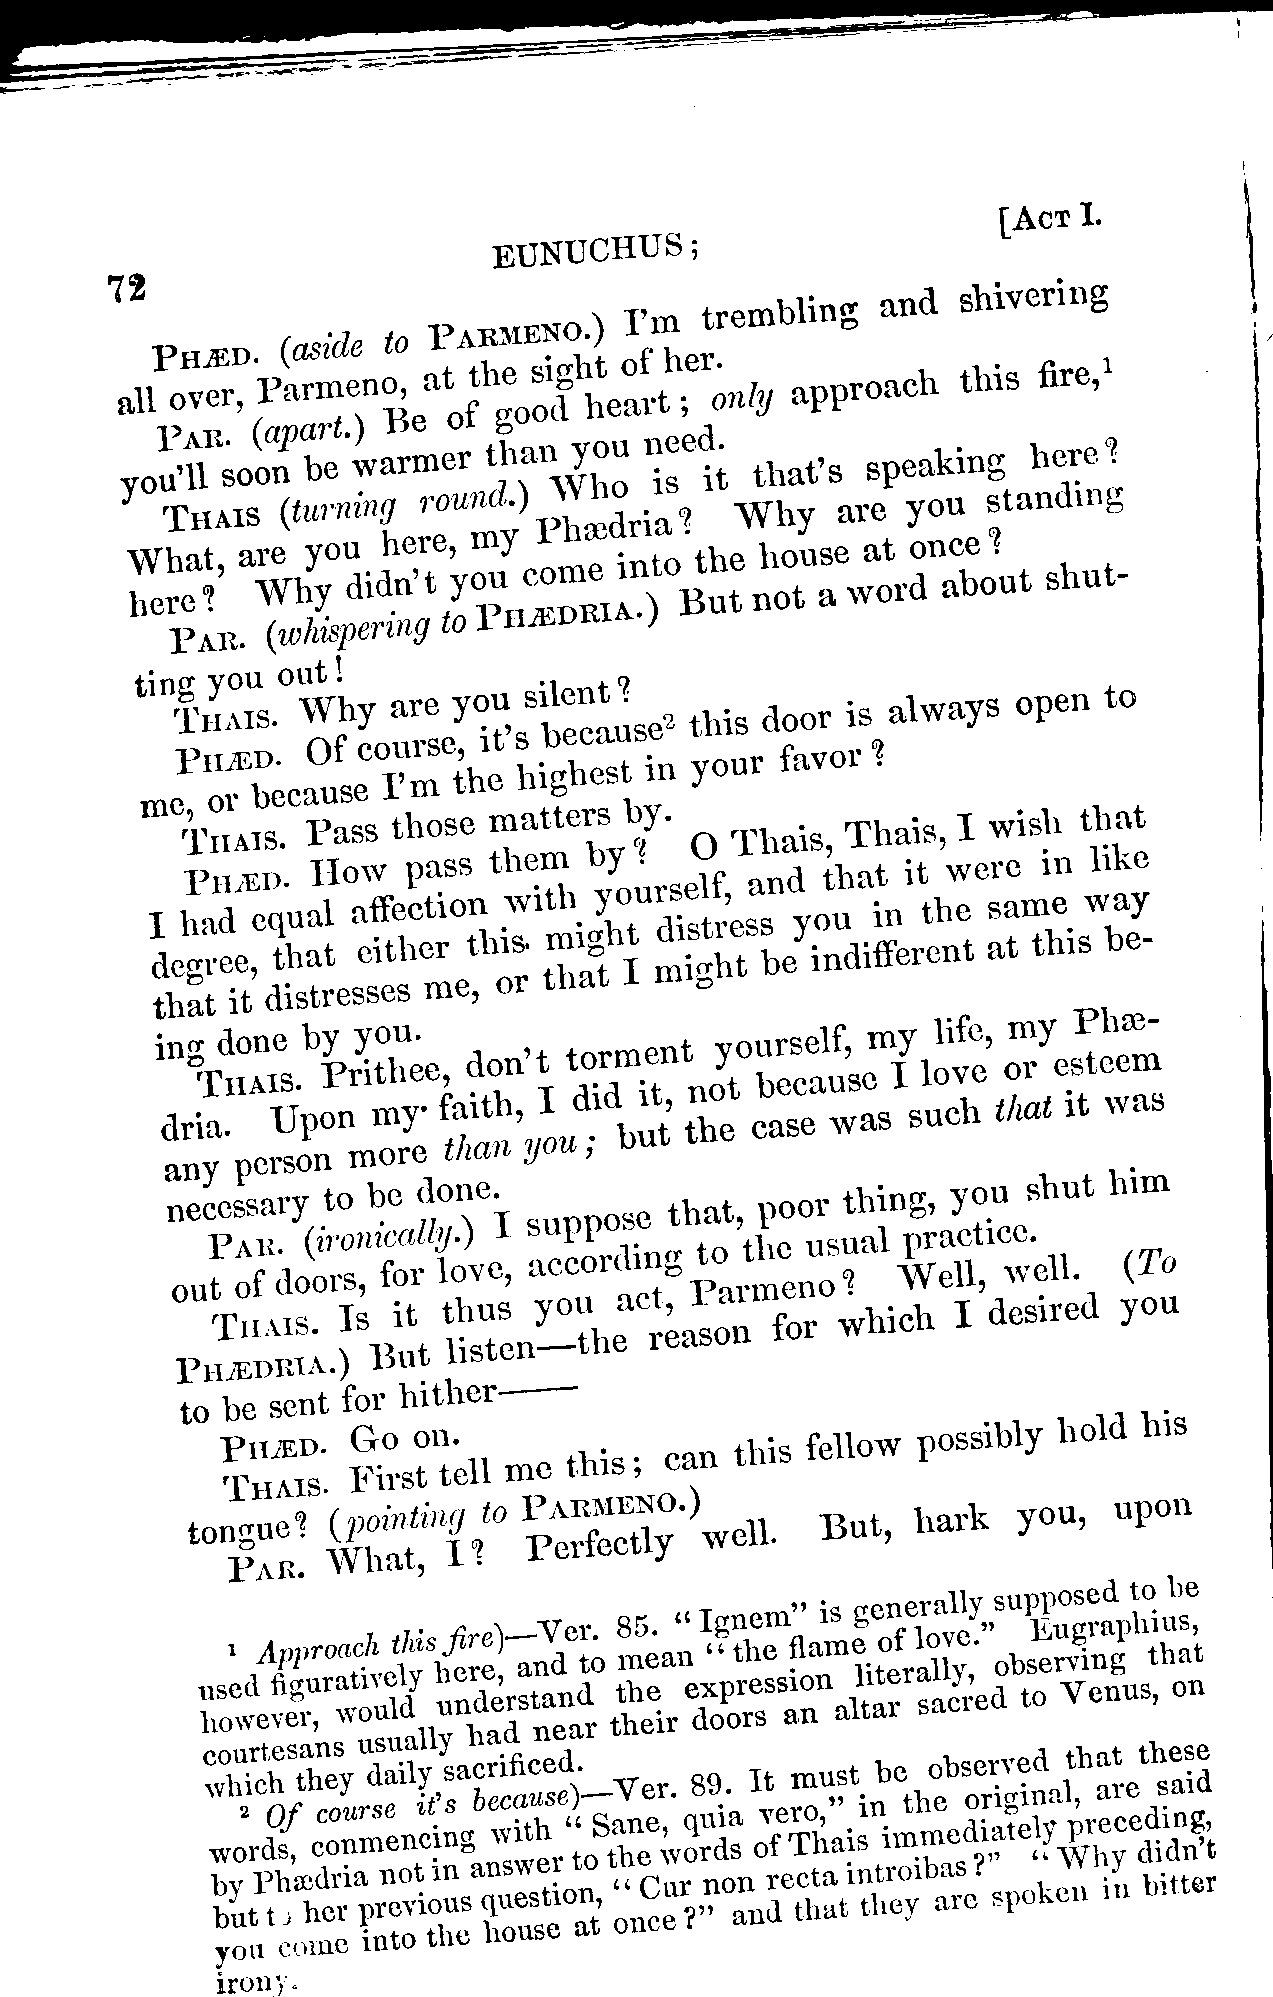 72 EUNUCHUS; [ACT I.
PHÆD. (aside to PARMENO.) I'm trembling and shivering
all over, Parmeno, at the sight of her.
PAR. (apart.) Be of good heart; only approach this fire,¹
you'll soon be warmer than you need.
THAIS (turning round.) Who is it that's speaking here?
What, are you here, my Phædria? Why are you standing
here? Why didn't you come into the house at once?
PAR. (whispering to PHÆDRIA.) But not a word about shut-
ting you out!
THAIS. Why are you silent?
PHÆD. Of course, it's because² this door is always open to
me, or because I'm the highest in your favor?
THAIS. Pass those matters by.
PHÆD. How pass them by? O Thais, Thais, I wish that
I had equal affection with yourself, and that it were in like
degree, that either this might distress you in the same way
that it distresses me, or that I might be indifferent at this be-
ing done by you.
THAIS. Prithee, don't torment yourself, my life, my Phæ-
dria. Upon my faith, I did it, not because I love or esteem
any person more than you; but the case was such that it was
necessary to be done.
PAR. (ironically.) I suppose that, poor thing, you shut him
out of doors, for love, according to the usual practice.
THAIS. Is it thus you act, Parmeno? Well, well. (To
PHÆDRIA.) But listen—the reason for which I desired you
to be sent for hither——
PHÆD. Go on.
THAIS. First tell me this; can this fellow possibly hold his
tongue? (pointing to PARMENO.)
PAR. What, I? Perfectly well. But, hark you, upon
¹ Approach this fire)—Ver. 85. "Ignem" is generally supposed to be
used figuratively here, and to mean "the flame of love." Eugraphius,
however, would understand the expression literally, observing that
courtesans usually had near their doors an altar sacred to Venus, on
which they daily sacrificed.
² Of course it's because)—Ver. 89. It must be observed that these
words, conmencing with "Sane, quia vero," in the original, are said
by Phædria not in answer to the words of Thais immediately preceding,
but to her previous question, "Cur non recta introibas?" "Why didn't
you come into the house at once?" and that they are spoken in bitter
irony.